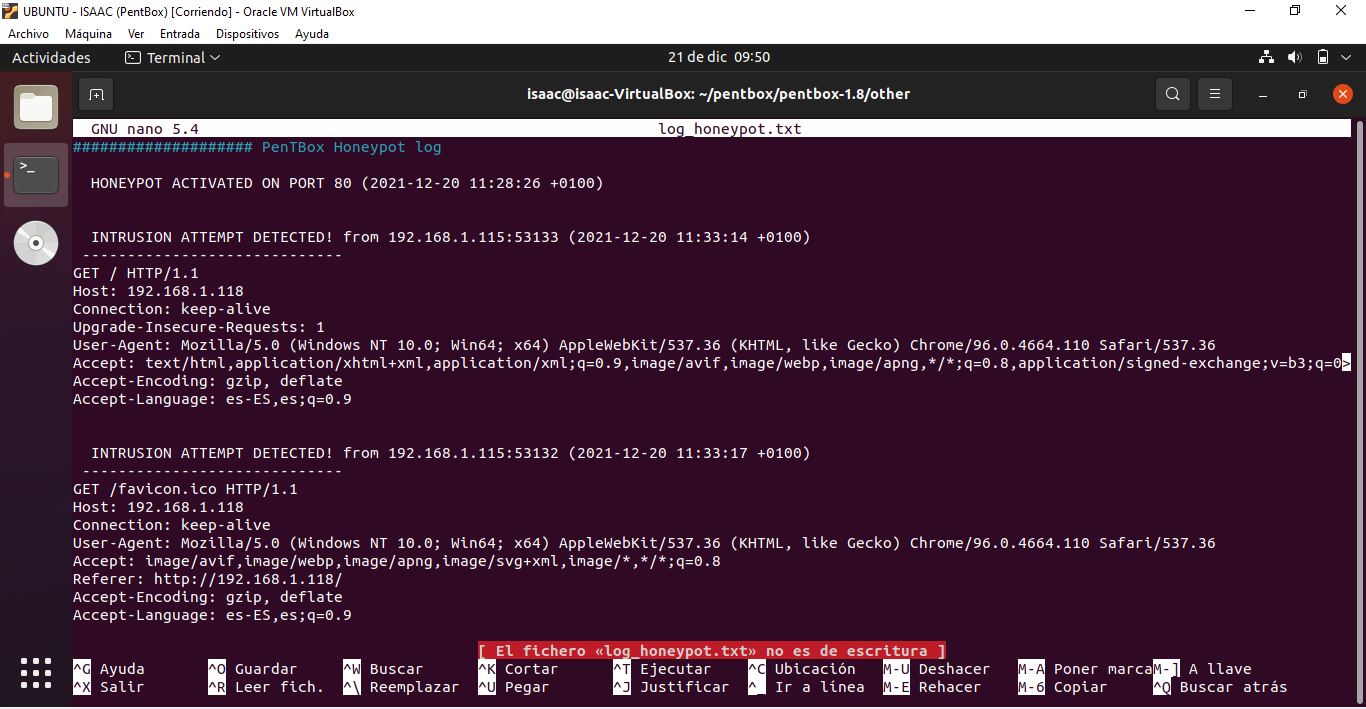 UBUNTU - ISAAC (PentBox) [Corriendo] - Oracle VM VirtualBox
Archivo Máquina Ver Entrada Dispositivos Ayuda
Actividades Terminal 21 de dic 09:50
isaac@isaac-VirtualBox: ~/pentbox/pentbox-1.8/other
GNU nano 5.4 log_honeypot.txt
#################### PenTBox Honeypot log
HONEYPOT ACTIVATED ON PORT 80 (2021-12-20 11:28:26 +0100)
INTRUSION ATTEMPT DETECTED! from 192.168.1.115:53133 (2021-12-20 11:33:14 +0100)
-----------------------------
GET / HTTP/1.1
Host: 192.168.1.118
Connection: keep-alive
Upgrade-Insecure-Requests: 1
User-Agent: Mozilla/5.0 (Windows NT 10.0; Win64; x64) AppleWebKit/537.36 (KHTML, like Gecko) Chrome/96.0.4664.110 Safari/537.36
Accept: text/html,application/xhtml+xml,application/xml;q=0.9,image/avif,image/webp,image/apng,*/*;q=0.8,application/signed-exchange;v=b3;q=0>
Accept-Encoding: gzip, deflate
Accept-Language: es-ES,es;q=0.9
INTRUSION ATTEMPT DETECTED! from 192.168.1.115:53132 (2021-12-20 11:33:17 +0100)
-----------------------------
GET /favicon.ico HTTP/1.1
Host: 192.168.1.118
Connection: keep-alive
User-Agent: Mozilla/5.0 (Windows NT 10.0; Win64; x64) AppleWebKit/537.36 (KHTML, like Gecko) Chrome/96.0.4664.110 Safari/537.36
Accept: image/avif,image/webp,image/apng,image/svg+xml,image/*,*/*;q=0.8
Referer: http://192.168.1.118/
Accept-Encoding: gzip, deflate
Accept-Language: es-ES,es;q=0.9
[ El fichero «log_honeypot.txt» no es de escritura ]
^G Ayuda ^O Guardar ^W Buscar ^K Cortar ^T Ejecutar ^C Ubicación M-U Deshacer M-A Poner marca M-] A llave
^X Salir ^R Leer fich. ^\ Reemplazar ^U Pegar ^J Justificar ^_ Ir a línea M-E Rehacer M-6 Copiar ^Q Buscar atrás